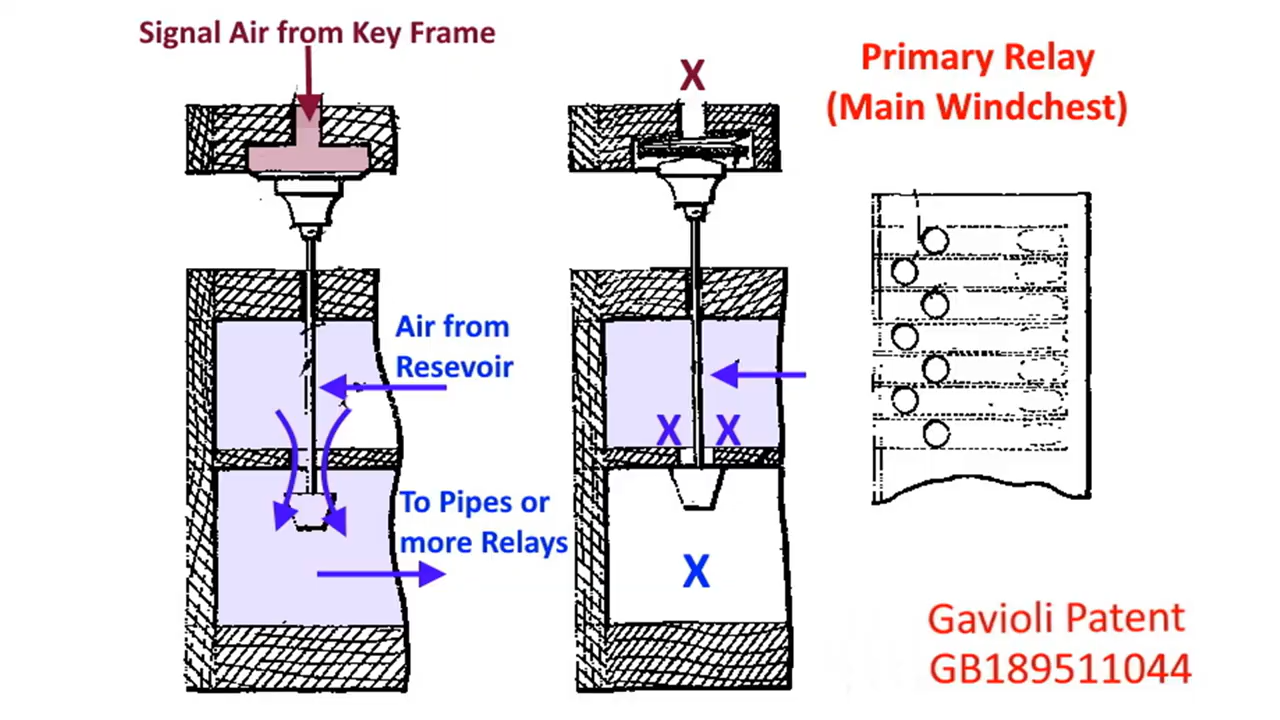 Signal Air from Key Frame
X
Primary Relay
(Main Windchest)
Air from
Resevoir
X X
To Pipes or
more Relays
X
Gavioli Patent
GB189511044